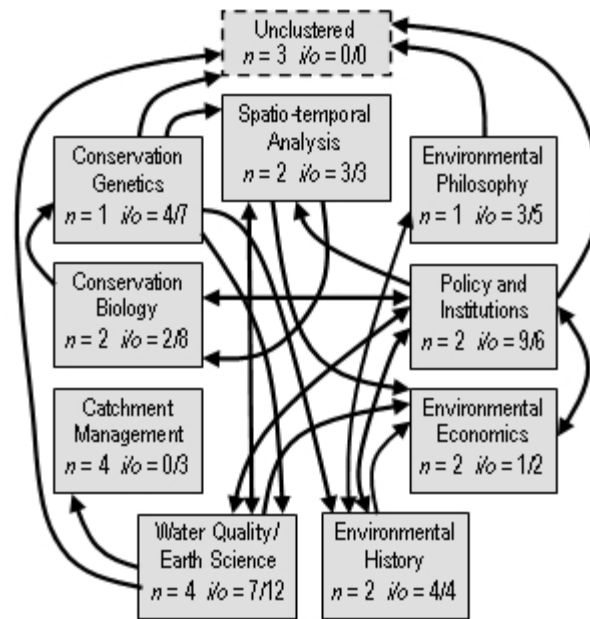 Unclustered
n = 3 i/o = 0/0
Spatio-temporal
Analysis
n = 2 i/o = 3/3
Conservation
Genetics
n = 1 i/o = 4/7
Environmental
Philosophy
n = 1 i/o = 3/5
Conservation
Biology
n = 2 i/o = 2/8
Policy and
Institutions
n = 2 i/o = 9/6
Catchment
Management
n = 4 i/o = 0/3
Environmental
Economics
n = 2 i/o = 1/2
Water Quality/
Earth Science
n = 4 i/o = 7/12
Environmental
History
n = 2 i/o = 4/4